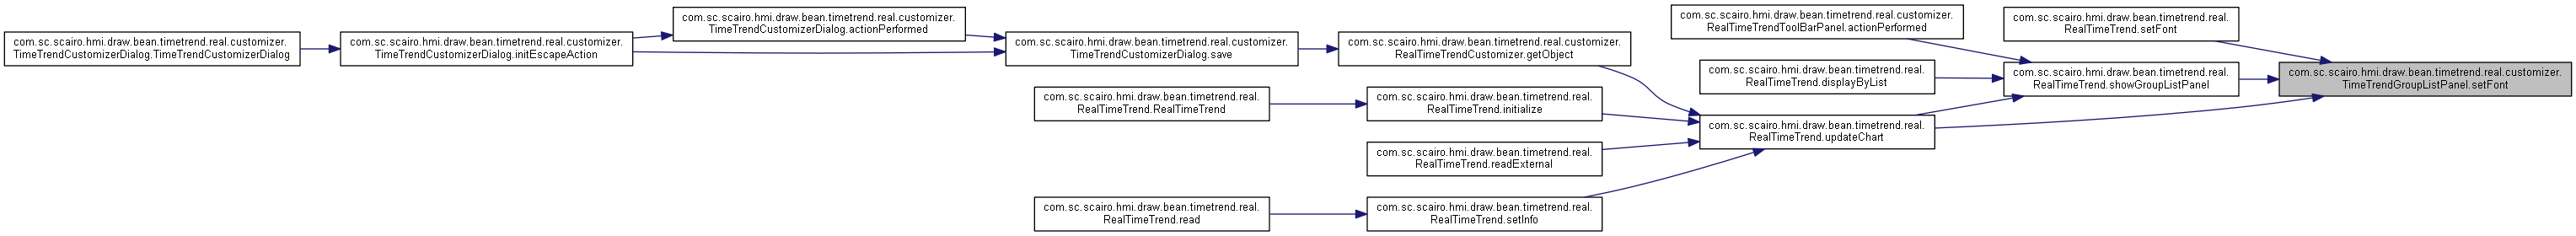 com.sc.scairo.hmi.draw.bean.timetrend.real.customizer.
TimeTrendCustomizerDialog.TimeTrendCustomizerDialog
com.sc.scairo.hmi.draw.bean.timetrend.real.customizer.
TimeTrendCustomizerDialog.initEscapeAction
com.sc.scairo.hmi.draw.bean.timetrend.real.customizer.
TimeTrendCustomizerDialog.actionPerformed
com.sc.scairo.hmi.draw.bean.timetrend.real.customizer.
TimeTrendCustomizerDialog.save
com.sc.scairo.hmi.draw.bean.timetrend.real.customizer.
RealTimeTrendCustomizer.getObject
com.sc.scairo.hmi.draw.bean.timetrend.real.
RealTimeTrend.RealTimeTrend
com.sc.scairo.hmi.draw.bean.timetrend.real.
RealTimeTrend.initialize
com.sc.scairo.hmi.draw.bean.timetrend.real.
RealTimeTrend.readExternal
com.sc.scairo.hmi.draw.bean.timetrend.real.
RealTimeTrend.read
com.sc.scairo.hmi.draw.bean.timetrend.real.
RealTimeTrend.setInfo
com.sc.scairo.hmi.draw.bean.timetrend.real.customizer.
RealTimeTrendToolBarPanel.actionPerformed
com.sc.scairo.hmi.draw.bean.timetrend.real.
RealTimeTrend.displayByList
com.sc.scairo.hmi.draw.bean.timetrend.real.
RealTimeTrend.updateChart
com.sc.scairo.hmi.draw.bean.timetrend.real.
RealTimeTrend.setFont
com.sc.scairo.hmi.draw.bean.timetrend.real.
RealTimeTrend.showGroupListPanel
com.sc.scairo.hmi.draw.bean.timetrend.real.customizer.
TimeTrendGroupListPanel.setFont